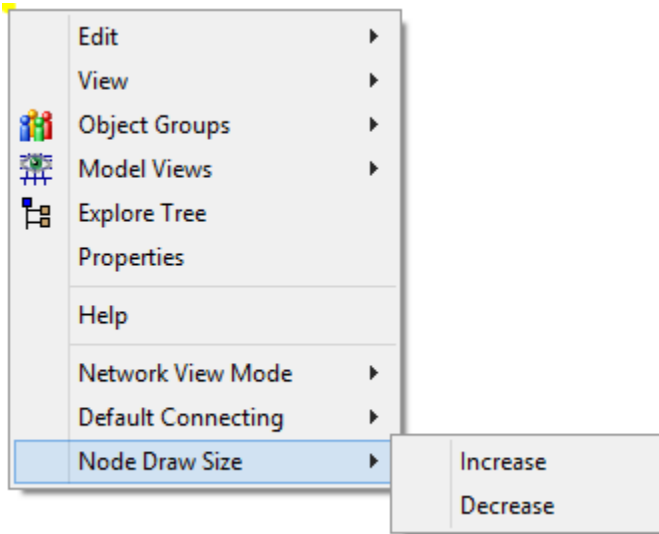 Edit
View
Object Groups
Model Views
Explore Tree
Properties
Help
Network View Mode
Default Connecting
Node Draw Size
Increase
Decrease